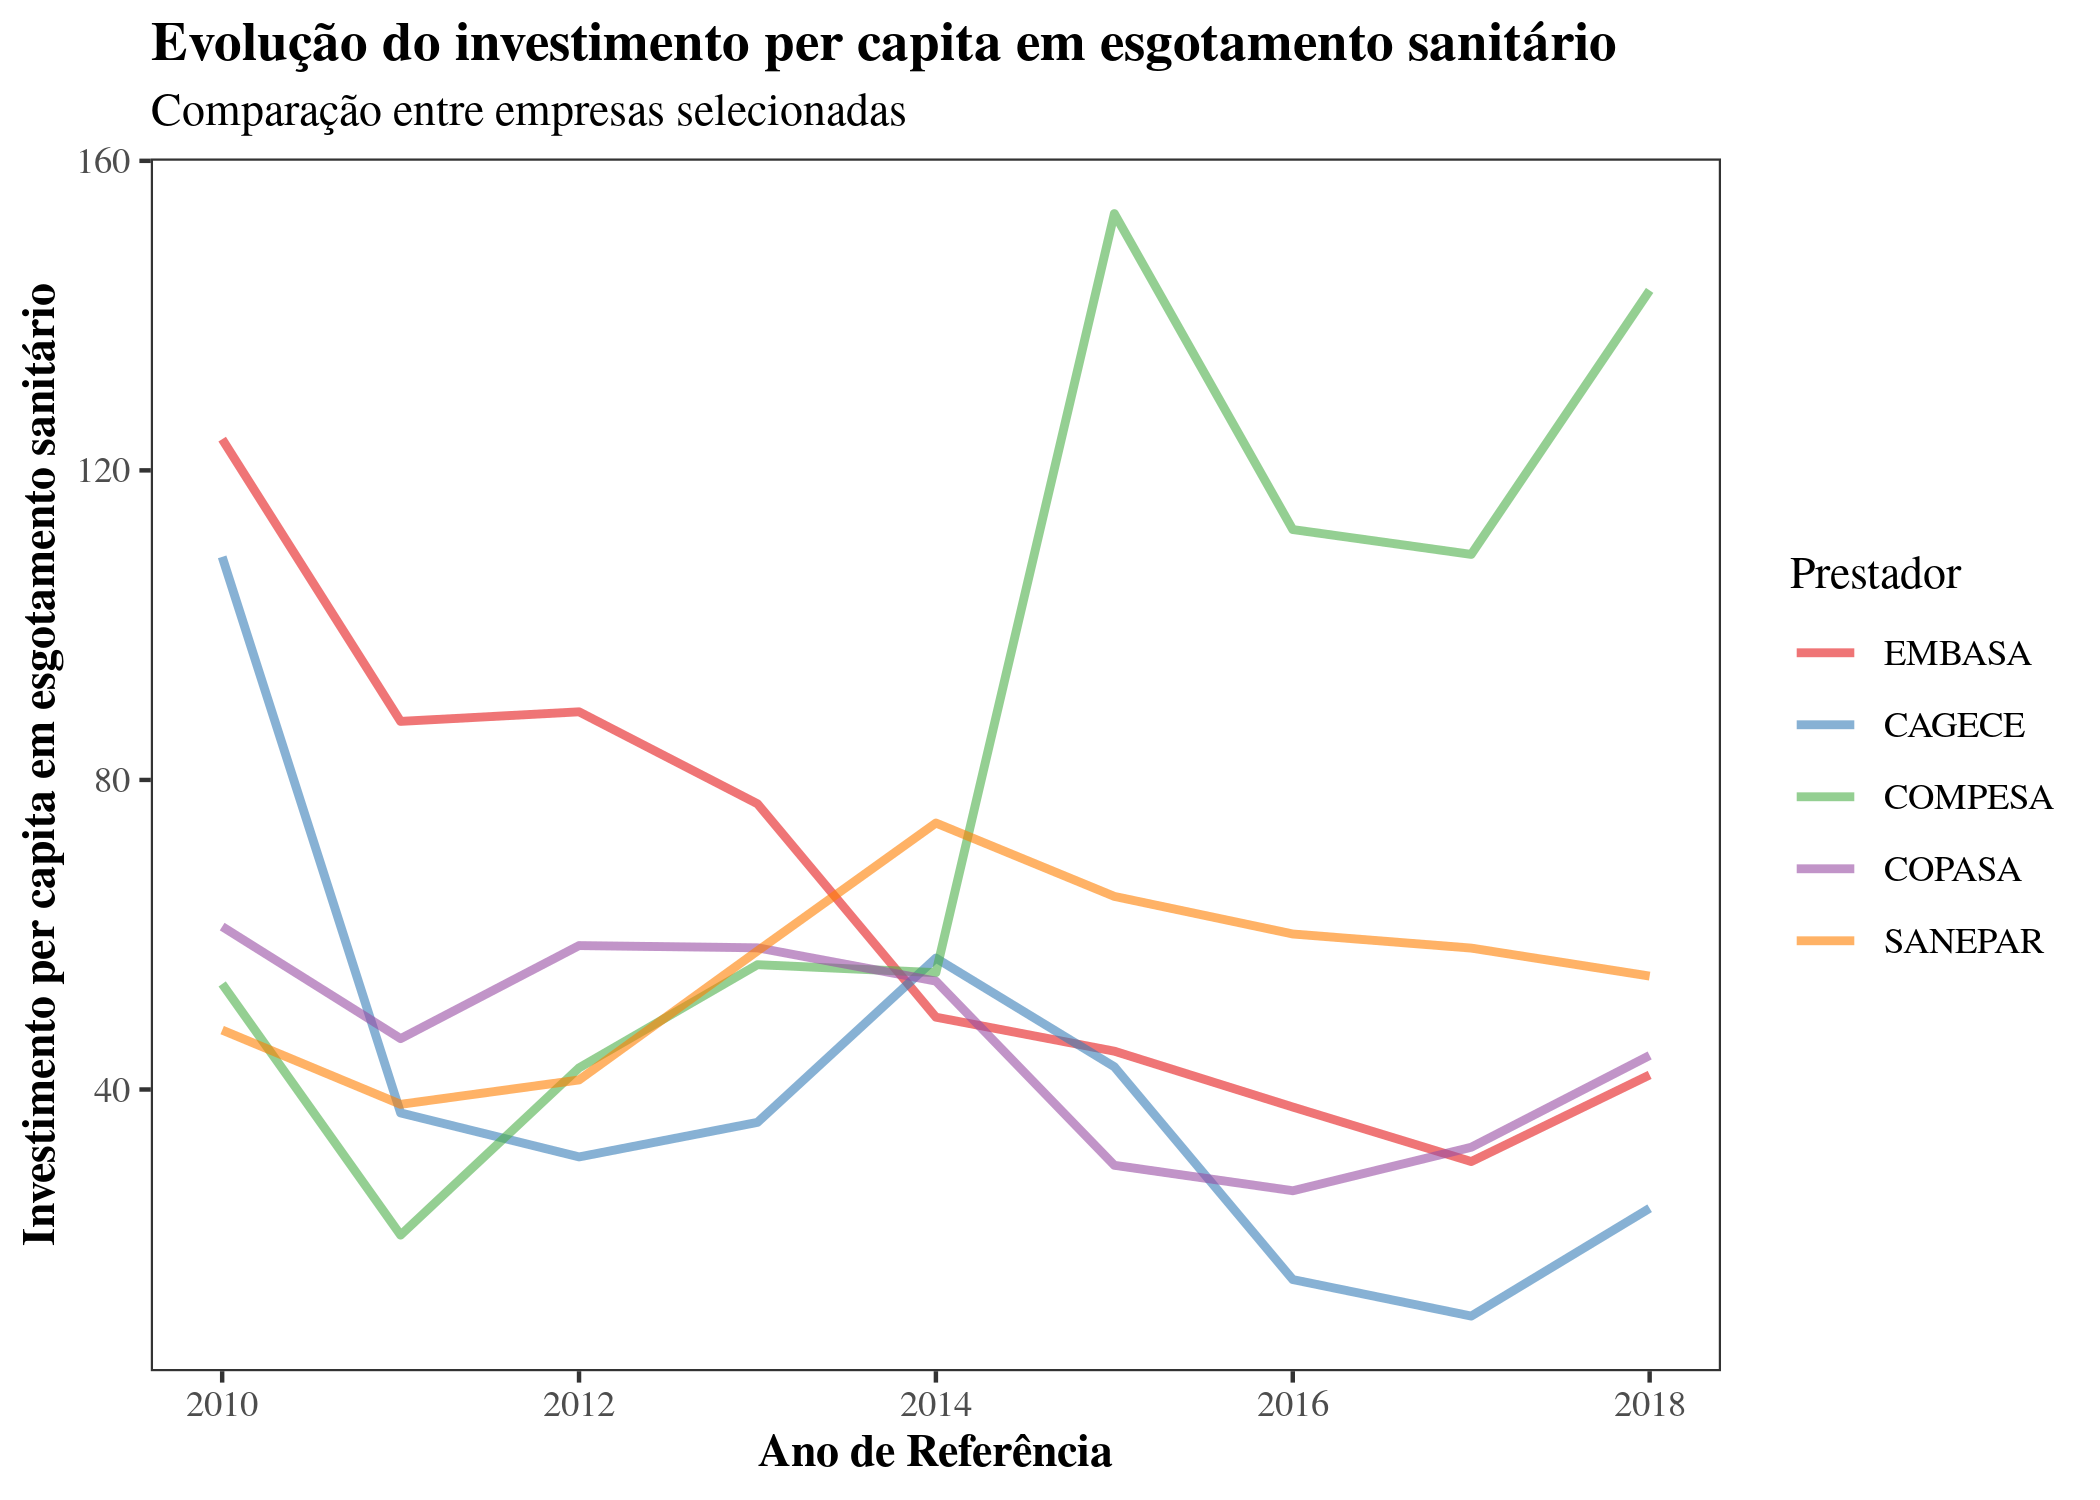 Evolução do investimento per capita em esgotamento sanitário
Comparação entre empresas selecionadas
Investimento per capita em esgotamento sanitário
160
120
80
40
2010
2012
2014
2016
2018
Ano de Referência
Prestador
EMBASA
CAGECE
COMPESA
COPASA
SANEPAR